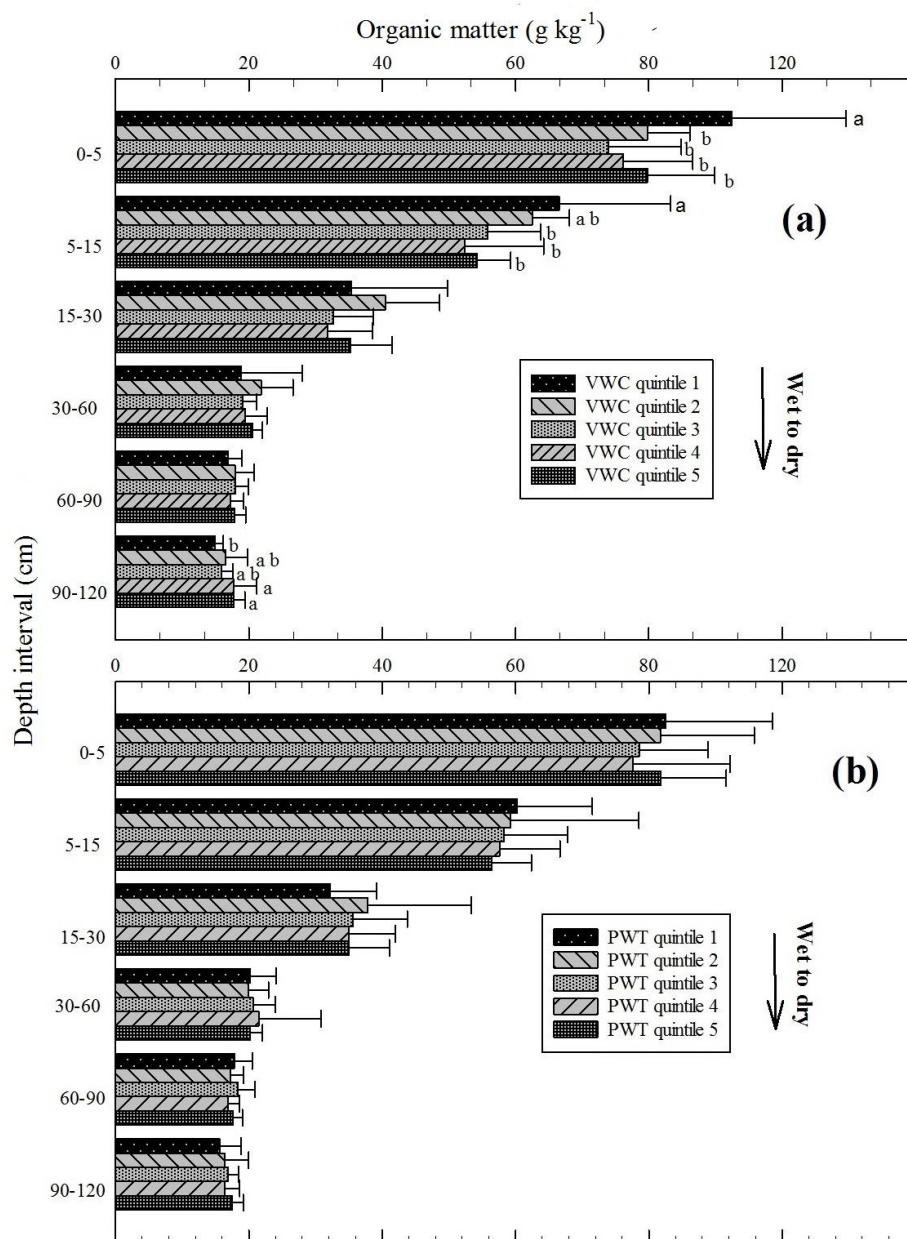 Organic matter (g kg⁻¹)
0 20 40 60 80 120
0-5
a
b
b
b
b
5-15
a
a b
b
b
b
(a)
15-30
30-60
VWC quintile 1
VWC quintile 2
VWC quintile 3
VWC quintile 4
VWC quintile 5
Wet to dry
60-90
90-120
b
a b
a b
a
a
Depth interval (cm)
0 20 40 60 80 120
0-5
(b)
5-15
15-30
PWT quintile 1
PWT quintile 2
PWT quintile 3
PWT quintile 4
PWT quintile 5
Wet to dry
30-60
60-90
90-120